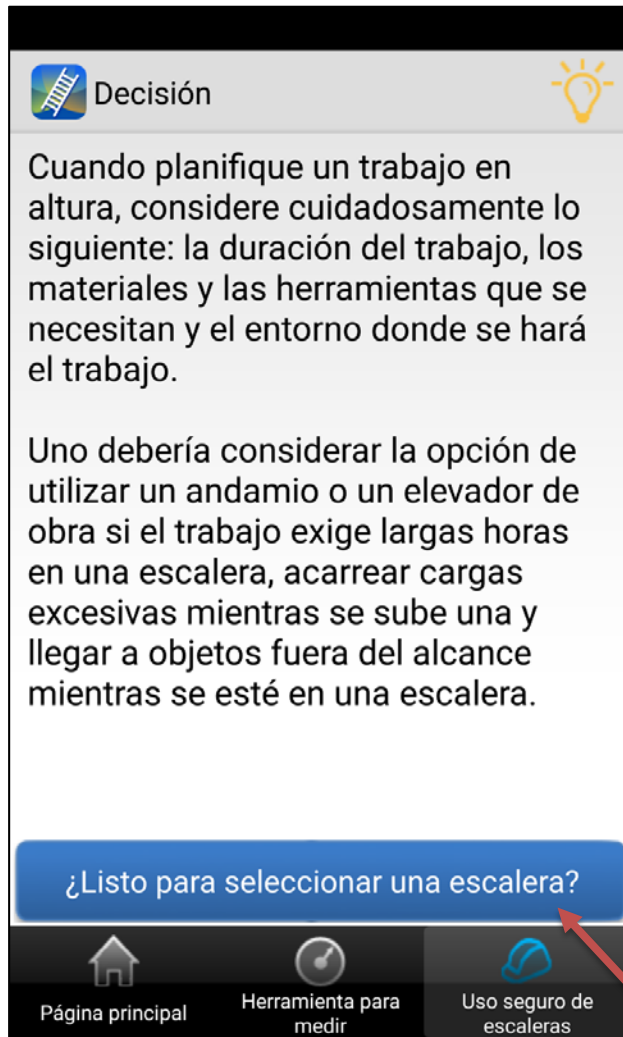 Decisión
Cuando planifique un trabajo en
altura, considere cuidadosamente lo
siguiente: la duración del trabajo, los
materiales y las herramientas que se
necesitan y el entorno donde se hará
el trabajo.
Uno debería considerar la opción de
utilizar un andamio o un elevador de
obra si el trabajo exige largas horas
en una escalera, acarrear cargas
excesivas mientras se sube una y
llegar a objetos fuera del alcance
mientras se esté en una escalera.
¿Listo para seleccionar una escalera?
Página principal
Herramienta para
medir
Uso seguro de
escaleras